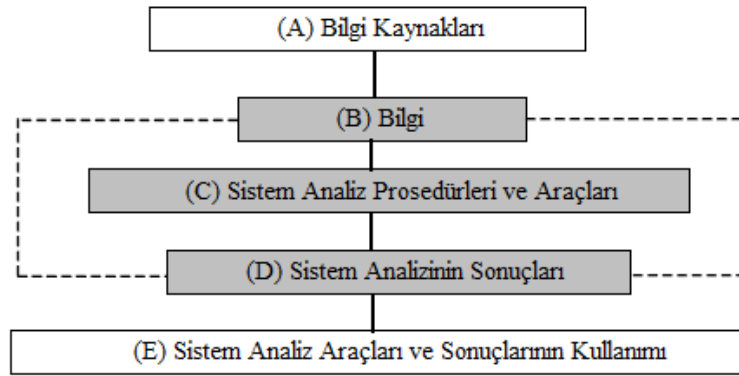 (A) Bilgi Kaynakları
(B) Bilgi
(C) Sistem Analiz Prosedürleri ve Araçları
(D) Sistem Analizinin Sonuçları
(E) Sistem Analiz Araçları ve Sonuçlarının Kullanımı